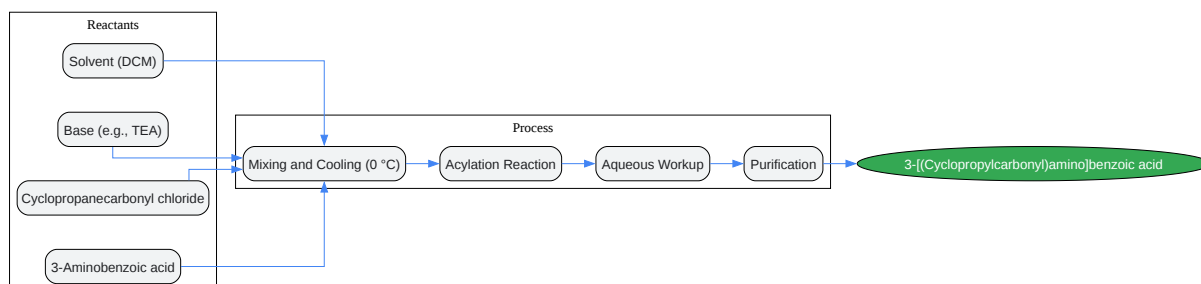 Reactants
Solvent (DCM)
Base (e.g., TEA)
Cyclopropanecarbonyl chloride
3-Aminobenzoic acid
Process
Mixing and Cooling (0 °C)
Acylation Reaction
Aqueous Workup
Purification
3-[(Cyclopropylcarbonyl)amino]benzoic acid